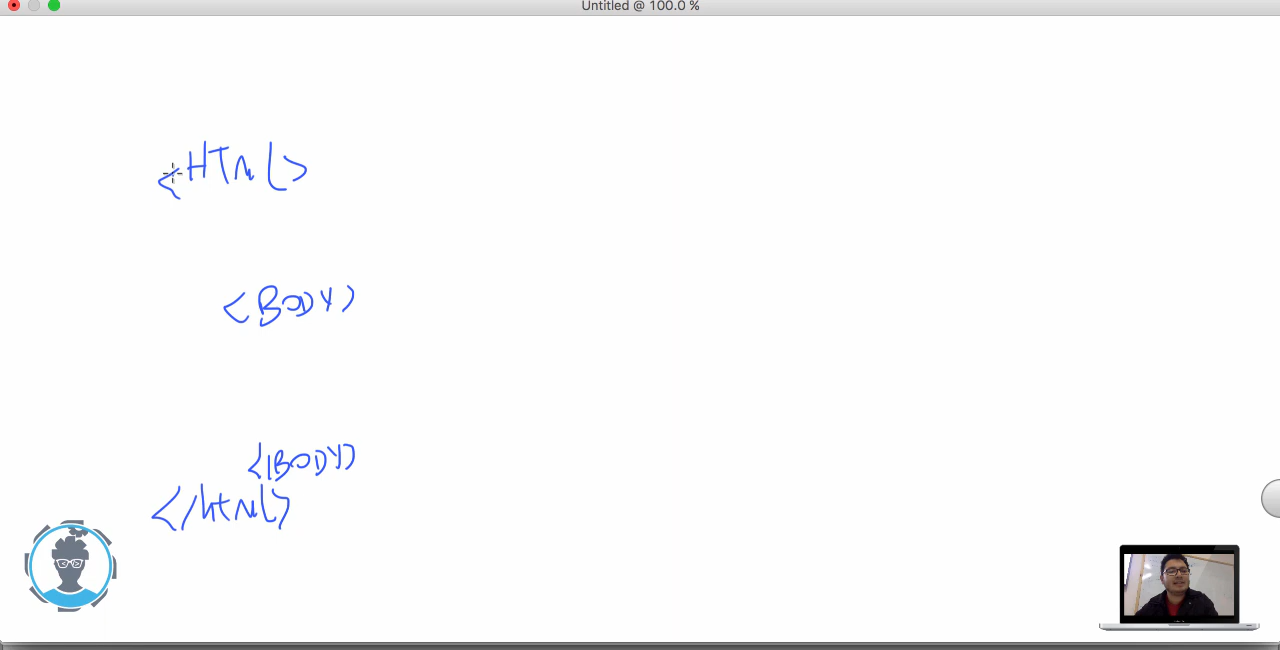 Untitled @ 100.0 %
<HTml>
<BODY>
</BODY>
</html>